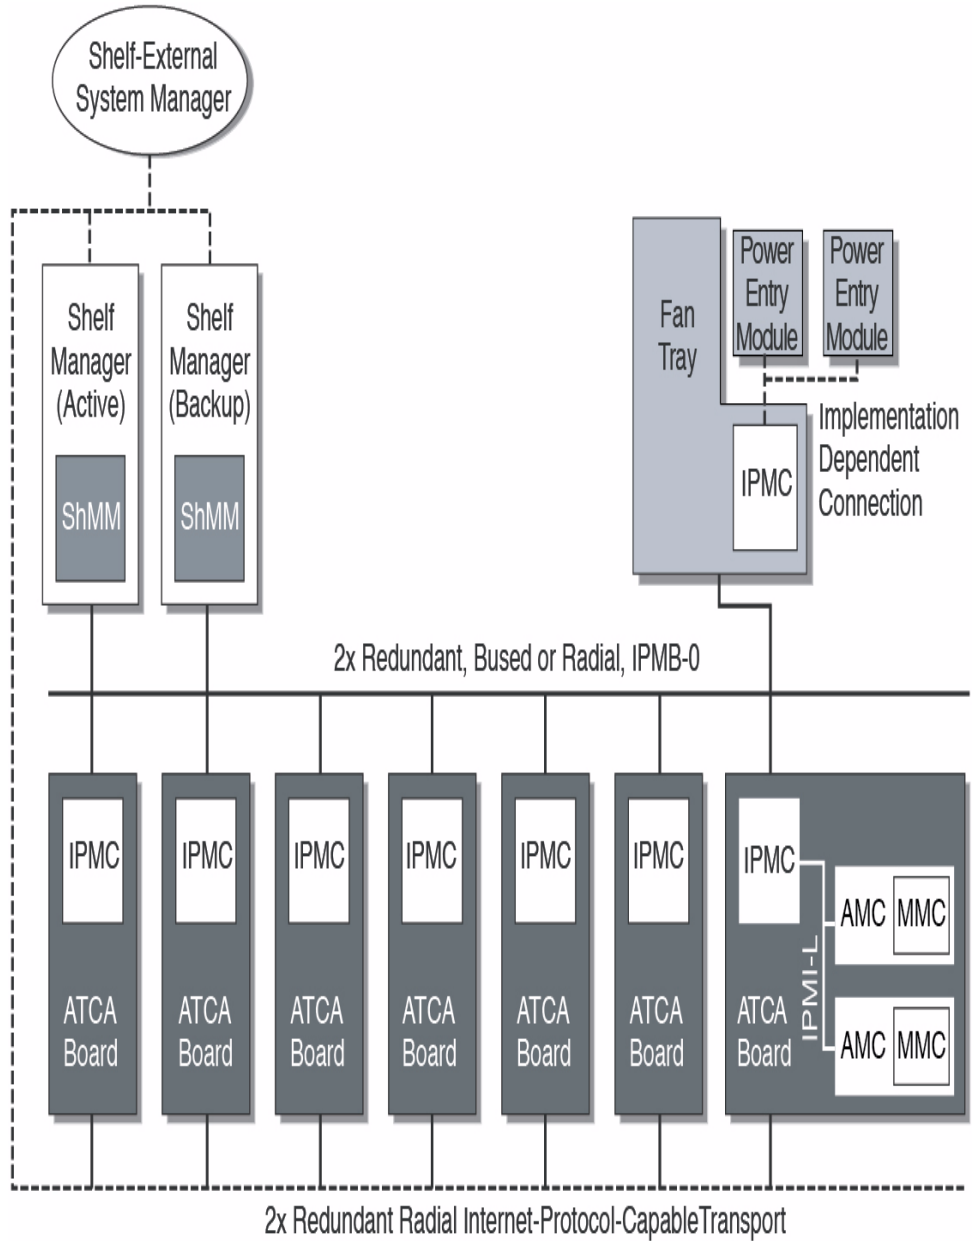 Shelf-External
System Manager
Shelf
Manager
(Active)
ShMM
Shelf
Manager
(Backup)
ShMM
Fan
Tray
Power
Entry
Module
Power
Entry
Module
IPMC
Implementation
Dependent
Connection
2x Redundant, Bused or Radial, IPMB-0
IPMC
ATCA
Board
IPMC
ATCA
Board
IPMC
ATCA
Board
IPMC
ATCA
Board
IPMC
ATCA
Board
IPMC
ATCA
Board
IPMC
ATCA
Board
IPMI-L
AMC
MMC
AMC
MMC
2x Redundant Radial Internet-Protocol-CapableTransport